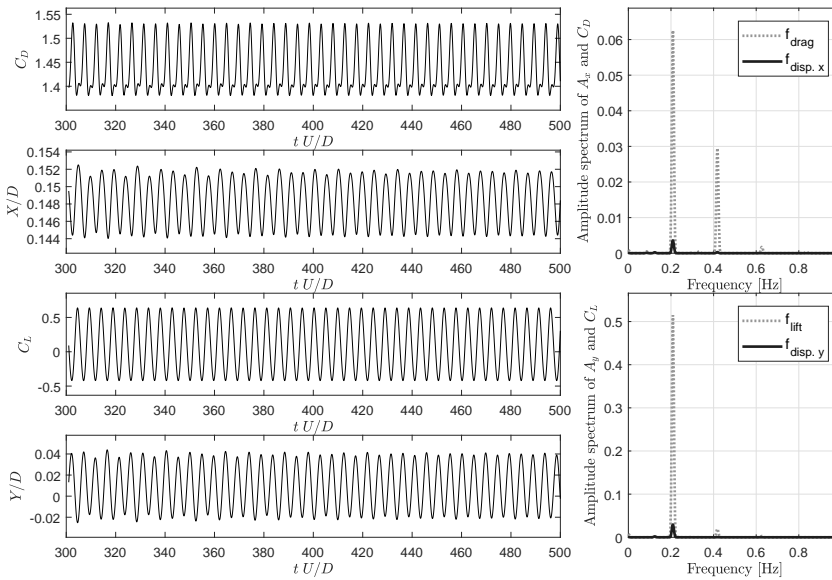 1.55
1.5
1.45
1.4
C_D
300 320 340 360 380 400 420 440 460 480 500
t U/D
0.154
0.152
0.15
0.148
0.146
0.144
X/D
300 320 340 360 380 400 420 440 460 480 500
t U/D
0.5
0
-0.5
C_L
300 320 340 360 380 400 420 440 460 480 500
t U/D
0.04
0.02
0
-0.02
Y/D
300 320 340 360 380 400 420 440 460 480 500
t U/D
Amplitude spectrum of A_x and C_D
0.06
0.05
0.04
0.03
0.02
0.01
0
f_drag
f_disp. x
0 0.2 0.4 0.6 0.8
Frequency [Hz]
Amplitude spectrum of A_y and C_L
0.5
0.4
0.3
0.2
0.1
0
f_lift
f_disp. y
0 0.2 0.4 0.6 0.8
Frequency [Hz]